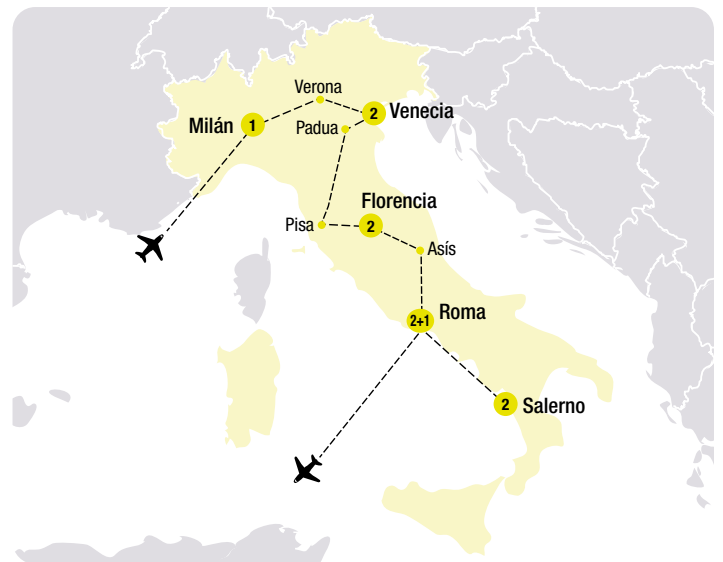 Verona
Milán
1
2
Venecia
Padua
Florencia
Pisa
2
Asís
Roma
2+1
2
Salerno